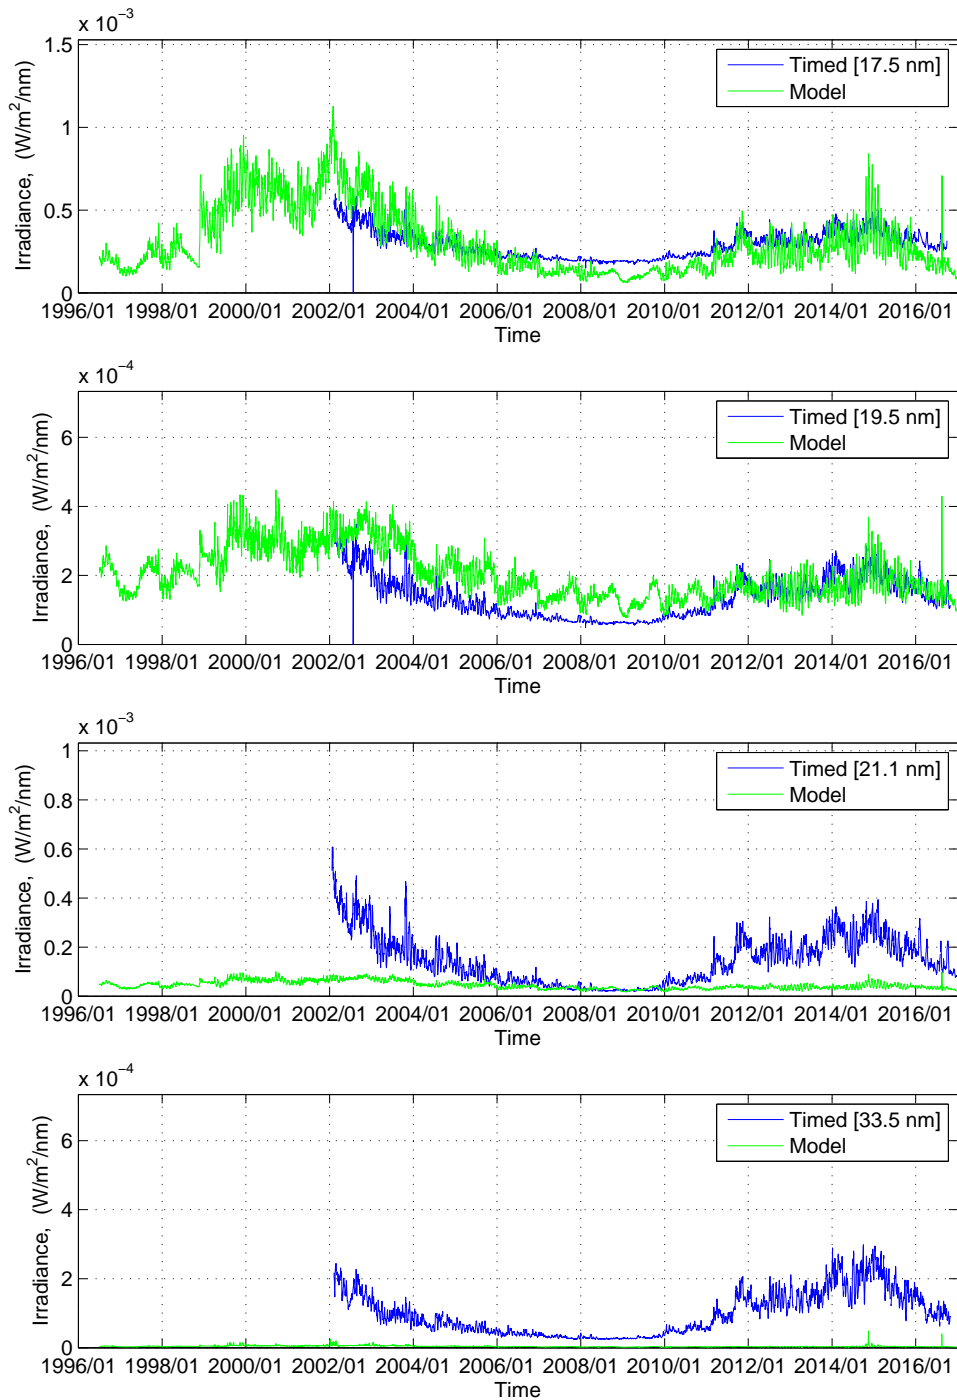 x 10⁻³
1.5
1
0.5
0
Irradiance, (W/m²/nm)
Timed [17.5 nm]
Model
1996/01 1998/01 2000/01 2002/01 2004/01 2006/01 2008/01 2010/01 2012/01 2014/01 2016/01
Time
x 10⁻⁴
6
4
2
0
Irradiance, (W/m²/nm)
Timed [19.5 nm]
Model
1996/01 1998/01 2000/01 2002/01 2004/01 2006/01 2008/01 2010/01 2012/01 2014/01 2016/01
Time
x 10⁻³
1
0.8
0.6
0.4
0.2
0
Irradiance, (W/m²/nm)
Timed [21.1 nm]
Model
1996/01 1998/01 2000/01 2002/01 2004/01 2006/01 2008/01 2010/01 2012/01 2014/01 2016/01
Time
x 10⁻⁴
6
4
2
0
Irradiance, (W/m²/nm)
Timed [33.5 nm]
Model
1996/01 1998/01 2000/01 2002/01 2004/01 2006/01 2008/01 2010/01 2012/01 2014/01 2016/01
Time